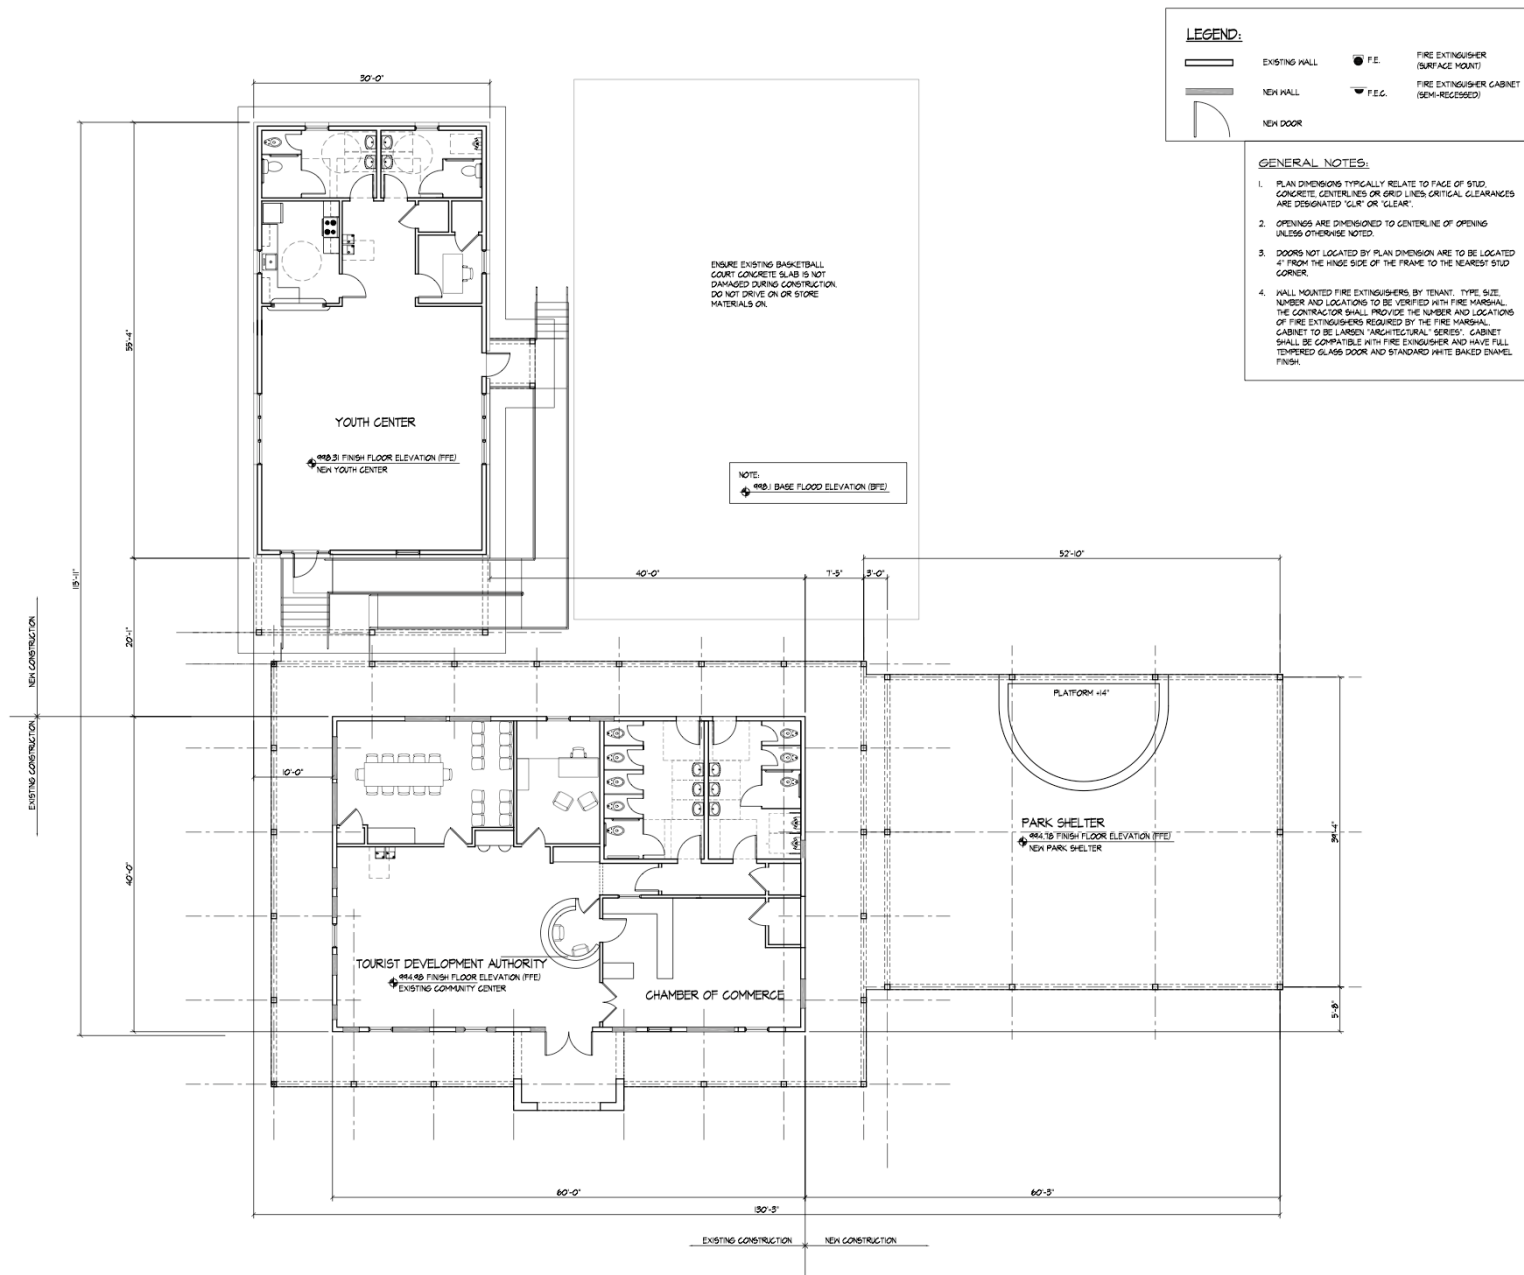 LEGEND:
EXISTING WALL
F.E.
FIRE EXTINGUISHER
(SURFACE MOUNT)
NEW WALL
F.E.C.
FIRE EXTINGUISHER CABINET
(SEMI-RECESSED)
NEW DOOR
GENERAL NOTES:
1. PLAN DIMENSIONS TYPICALLY RELATE TO FACE OF STUD,
CONCRETE, CENTERLINES OR GRID LINES; CRITICAL CLEARANCES
ARE DESIGNATED "CLR" OR "CLEAR".
2. OPENINGS ARE DIMENSIONED TO CENTERLINE OF OPENING
UNLESS OTHERWISE NOTED.
3. DOORS NOT LOCATED BY PLAN DIMENSION ARE TO BE LOCATED
4" FROM THE HINGE SIDE OF THE FRAME TO THE NEAREST STUD
CORNER.
4. WALL MOUNTED FIRE EXTINGUISHERS, BY TENANT. TYPE, SIZE,
NUMBER AND LOCATIONS TO BE VERIFIED WITH FIRE MARSHAL.
THE CONTRACTOR SHALL PROVIDE THE NUMBER AND LOCATIONS
OF FIRE EXTINGUISHERS REQUIRED BY THE FIRE MARSHAL.
CABINET TO BE LARSEN "ARCHITECTURAL" SERIES". CABINET
SHALL BE COMPATIBLE WITH FIRE EXINGUISHER AND HAVE FULL
TEMPERED GLASS DOOR AND STANDARD WHITE BAKED ENAMEL
FINISH.
30'-0"
ENSURE EXISTING BASKETBALL
COURT CONCRETE SLAB IS NOT
DAMAGED DURING CONSTRUCTION.
DO NOT DRIVE ON OR STORE
MATERIALS ON.
55'-4"
YOUTH CENTER
998.31 FINISH FLOOR ELEVATION (FFE)
NEW YOUTH CENTER
NOTE:
998.1 BASE FLOOD ELEVATION (BFE)
115'-11"
52'-10"
40'-0"
7'-5"
3'-0"
20'-1"
NEW CONSTRUCTION
EXISTING CONSTRUCTION
PLATFORM +14"
10'-0"
PARK SHELTER
994.78 FINISH FLOOR ELEVATION (FFE)
NEW PARK SHELTER
39'-4"
40'-0"
TOURIST DEVELOPMENT AUTHORITY
994.98 FINISH FLOOR ELEVATION (FFE)
EXISTING COMMUNITY CENTER
CHAMBER OF COMMERCE
5'-8"
60'-0"
60'-3"
130'-3"
EXISTING CONSTRUCTION
NEW CONSTRUCTION